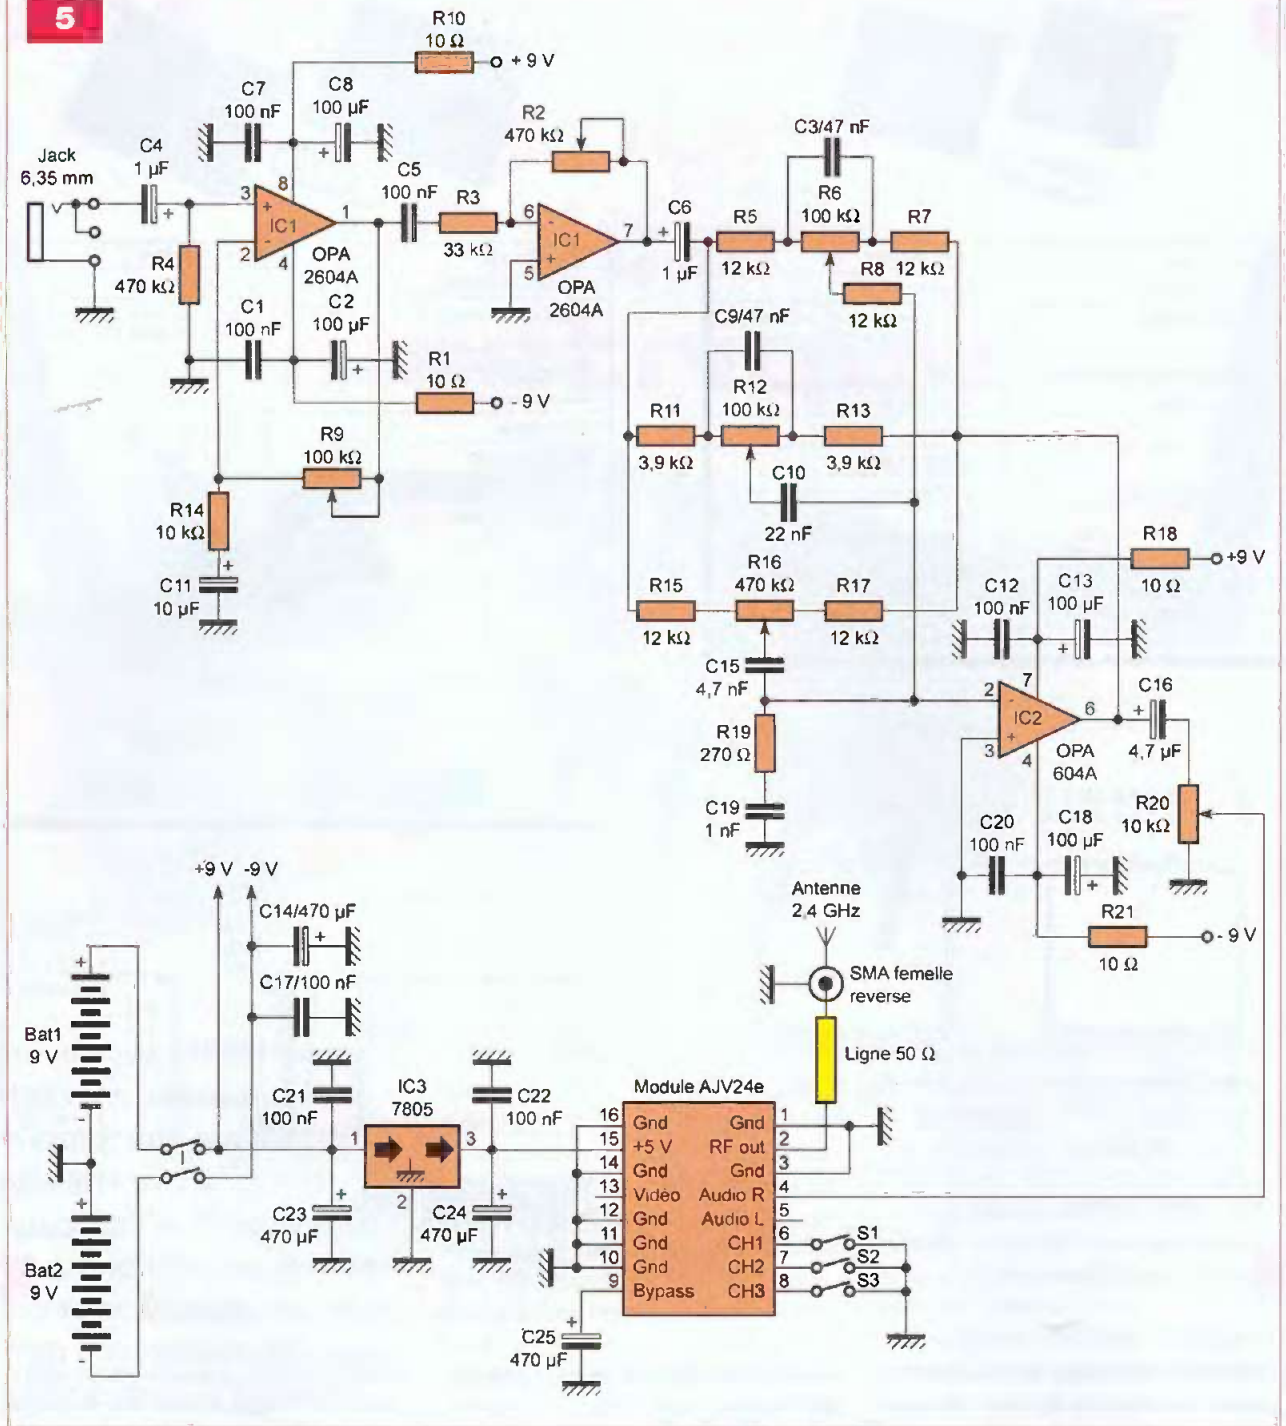 5
R10
10 Ω
+ 9 V
C7
100 nF
C8
100 µF
+
Jack
6,35 mm
C4
1 µF
+
3
8
+
IC1
-
1
2
4
OPA
2604A
R4
470 kΩ
C5
100 nF
R3
33 kΩ
R2
470 kΩ
6
-
IC1
+
7
5
OPA
2604A
C6
+
1 µF
R5
12 kΩ
C3/47 nF
R6
100 kΩ
R7
12 kΩ
R8
12 kΩ
C1
100 nF
C2
100 µF
+
R1
10 Ω
- 9 V
C9/47 nF
R11
3,9 kΩ
R12
100 kΩ
R13
3,9 kΩ
C10
22 nF
R9
100 kΩ
R14
10 kΩ
+
C11
10 µF
R15
12 kΩ
R16
470 kΩ
R17
12 kΩ
C15
4,7 nF
R19
270 Ω
C19
1 nF
R18
10 Ω
+9 V
C12
100 nF
C13
100 µF
+
2
7
-
IC2
+
6
3
4
OPA
604A
C16
+
4,7 µF
R20
10 kΩ
C20
100 nF
C18
100 µF
+
R21
10 Ω
- 9 V
+9 V -9 V
C14/470 µF
+
C17/100 nF
+
Bat1
9 V
-
+
Bat2
9 V
-
I
C21
100 nF
+
C23
470 µF
IC3
7805
1
3
2
C22
100 nF
+
C24
470 µF
Antenne
2,4 GHz
SMA femelle
reverse
Ligne 50 Ω
Module AJV24e
16 Gnd Gnd 1
15 +5 V RF out 2
14 Gnd Gnd 3
13 Vidéo Audio R 4
12 Gnd Audio L 5
11 Gnd CH1 6 S1
10 Gnd CH2 7 S2
9 Bypass CH3 8 S3
+
C25
470 µF